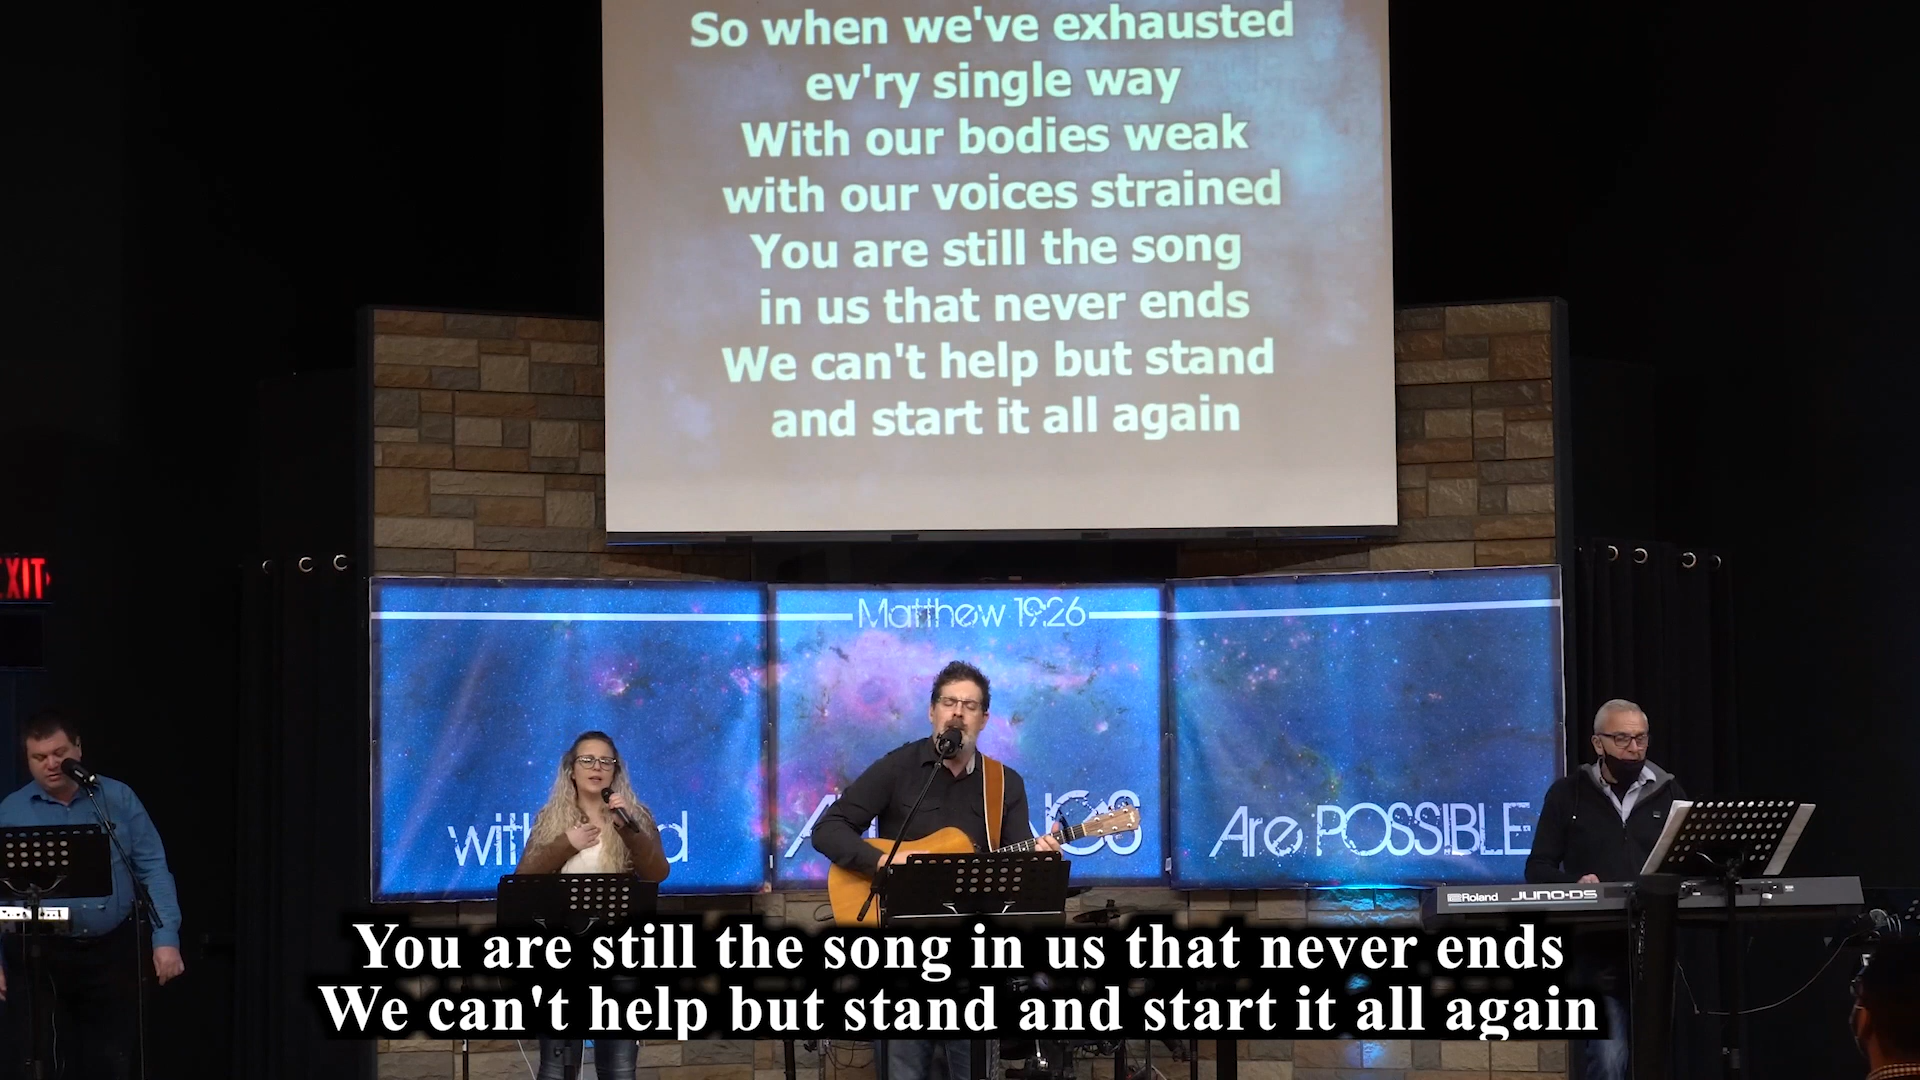 So when we've exhausted
ev'ry single way
With our bodies weak
with our voices strained
You are still the song
in us that never ends
We can't help but stand
and start it all again
EXIT
Matthew 19:26
Are POSSIBLE
Roland JUNO-DS
You are still the song in us that never ends
We can't help but stand and start it all again